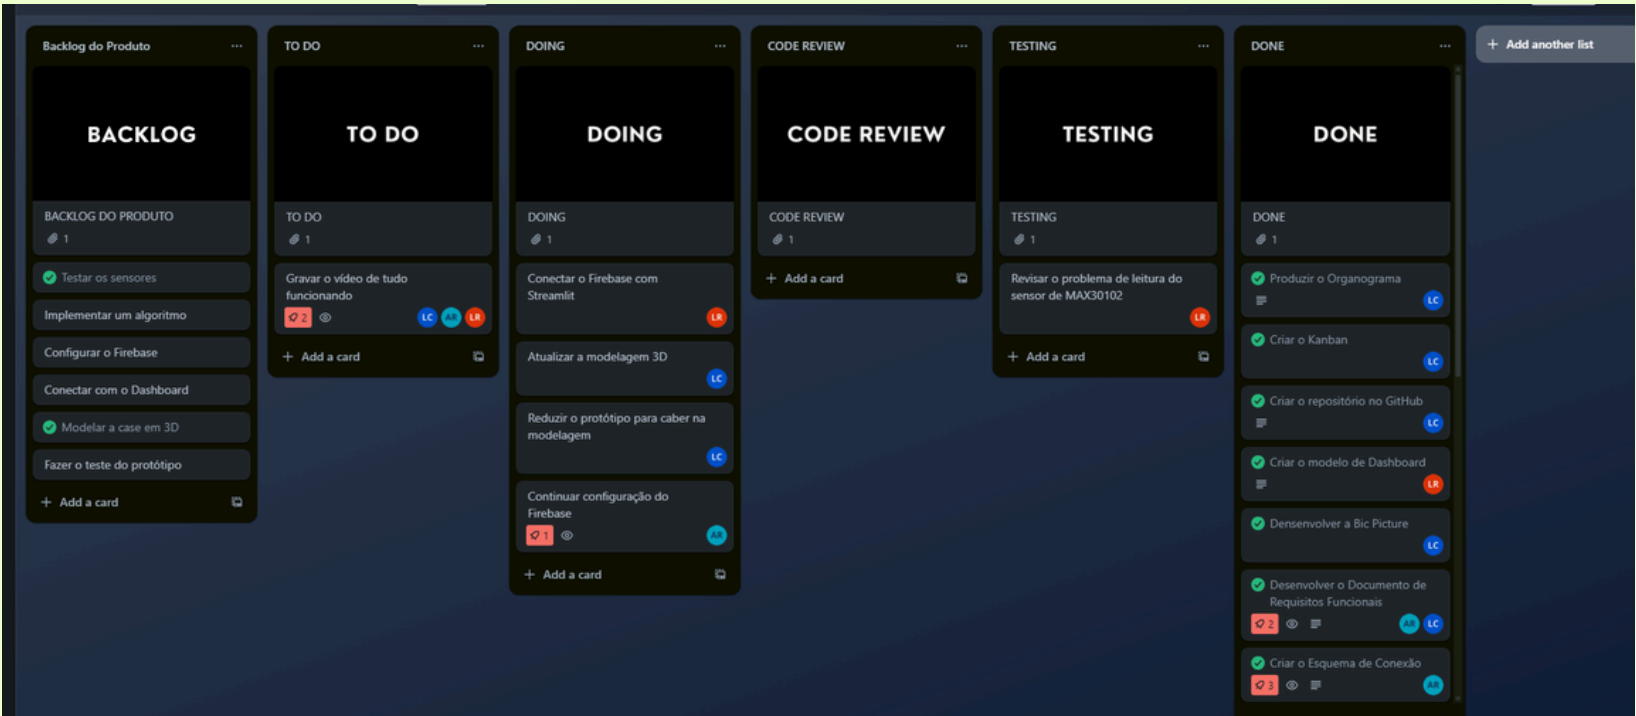 Backlog do Produto
BACKLOG
BACKLOG DO PRODUTO
1
Testar os sensores
Implementar um algoritmo
Configurar o Firebase
Conectar com o Dashboard
Modelar a case em 3D
Fazer o teste do protótipo
+ Add a card
TO DO
TO DO
TO DO
1
Gravar o vídeo de tudo
funcionando
2
LC AR LR
+ Add a card
DOING
DOING
DOING
1
Conectar o Firebase com
Streamlit
LR
Atualizar a modelagem 3D
LC
Reduzir o protótipo para caber na
modelagem
LC
Continuar configuração do
Firebase
1
AR
+ Add a card
CODE REVIEW
CODE REVIEW
CODE REVIEW
1
+ Add a card
TESTING
TESTING
TESTING
1
Revisar o problema de leitura do
sensor de MAX30102
LR
+ Add a card
DONE
DONE
DONE
1
Produzir o Organograma
LC
Criar o Kanban
LC
Criar o repositório no GitHub
LC
Criar o modelo de Dashboard
LR
Densenvolver a Bic Picture
LC
Desenvolver o Documento de
Requisitos Funcionais
2
AR LC
Criar o Esquema de Conexão
3
AR
+ Add another list